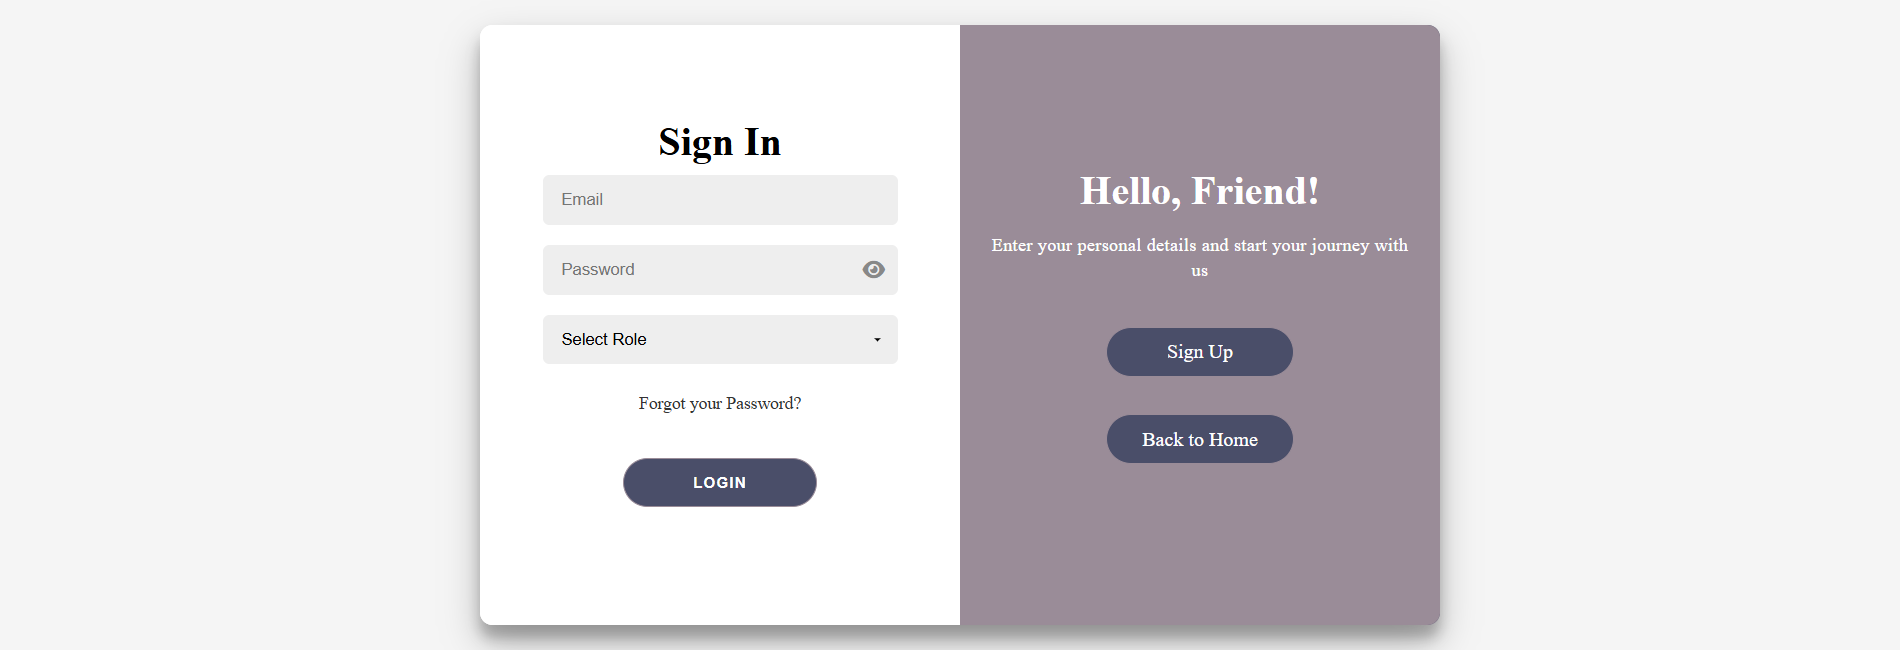 Sign In
Email
Password
Select Role
Forgot your Password?
LOGIN
Hello, Friend!
Enter your personal details and start your journey with
us
Sign Up
Back to Home